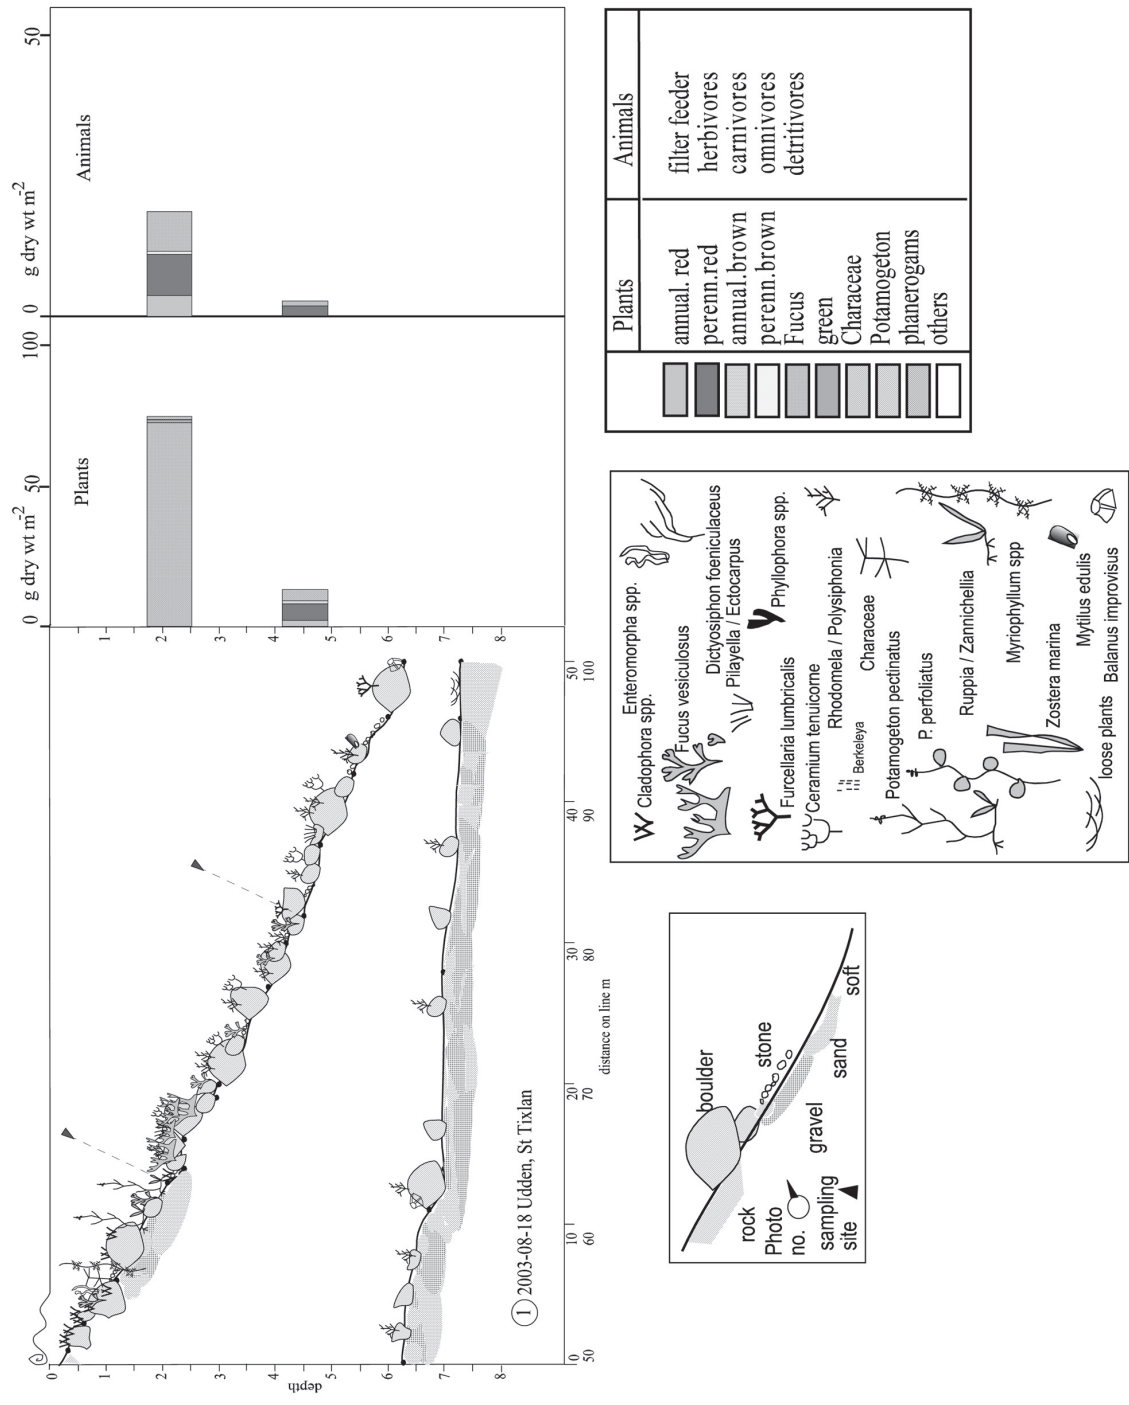 0
1
2
3
4
5
6
7
8
depth
0 10 20 30 40 50
50 60 70 80 90 100
distance on line m
1 2003-08-18 Udden, St Tixlan
1
2
3
4
5
6
7
8
0 50 100
g dry wt m-2
Plants
0 50
g dry wt m-2
Animals
rock
boulder
stone
gravel
sand
soft
Photo
no.
sampling
site
Cladophora spp.
Enteromorpha spp.
Fucus vesiculosus
Dictyosiphon foeniculaceus
Pilayella / Ectocarpus
Furcellaria lumbricalis
Phyllophora spp.
Ceramium tenuicorne
Rhodomela / Polysiphonia
Berkeleya
Characeae
Potamogeton pectinatus
P. perfoliatus
Ruppia / Zannichellia
Myriophyllum spp
Zostera marina
Mytilus edulis
loose plants
Balanus improvisus
Plants Animals
annual. red filter feeder
perenn.red herbivores
annual.brown carnivores
perenn.brown omnivores
Fucus detritivores
green
Characeae
Potamogeton
phanerogams
others